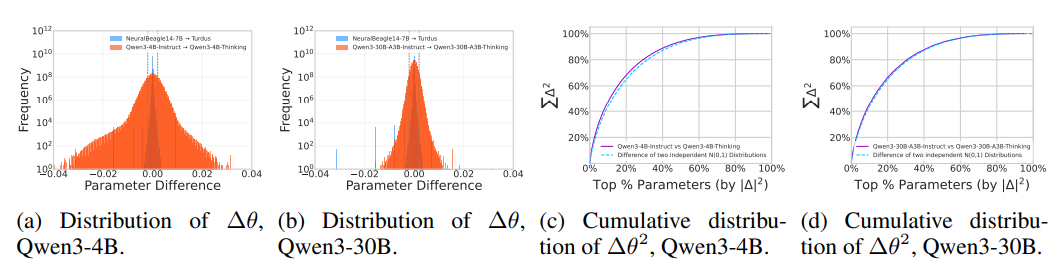 NeuralBeagle14-7B → Turdus
Qwen3-4B-Instruct → Qwen3-4B-Thinking
10^12
10^10
10^8
10^6
10^4
10^2
Frequency
−0.04 −0.02 0.00 0.02 0.04
Parameter Difference
NeuralBeagle14-7B → Turdus
Qwen3-30B-A3B-Instruct → Qwen3-30B-A3B-Thinking
10^12
10^10
10^8
10^6
10^4
10^2
Frequency
−0.04 −0.02 0.00 0.02 0.04
Parameter Difference
100%
80%
60%
40%
20%
∑Δ²
Qwen3-4B-Instruct vs Qwen3-4B-Thinking
Difference of two independent N(0,1) Distributions
0% 20% 40% 60% 80% 100%
Top % Parameters (by |Δ|²)
100%
80%
60%
40%
20%
∑Δ²
Qwen3-30B-A3B-Instruct vs Qwen3-30B-A3B-Thinking
Difference of two independent N(0,1) Distributions
0% 20% 40% 60% 80% 100%
Top % Parameters (by |Δ|²)
(a) Distribution of Δθ,
Qwen3-4B.
(b) Distribution of Δθ,
Qwen3-30B.
(c) Cumulative distribu-
tion of Δθ², Qwen3-4B.
(d) Cumulative distribu-
tion of Δθ², Qwen3-30B.